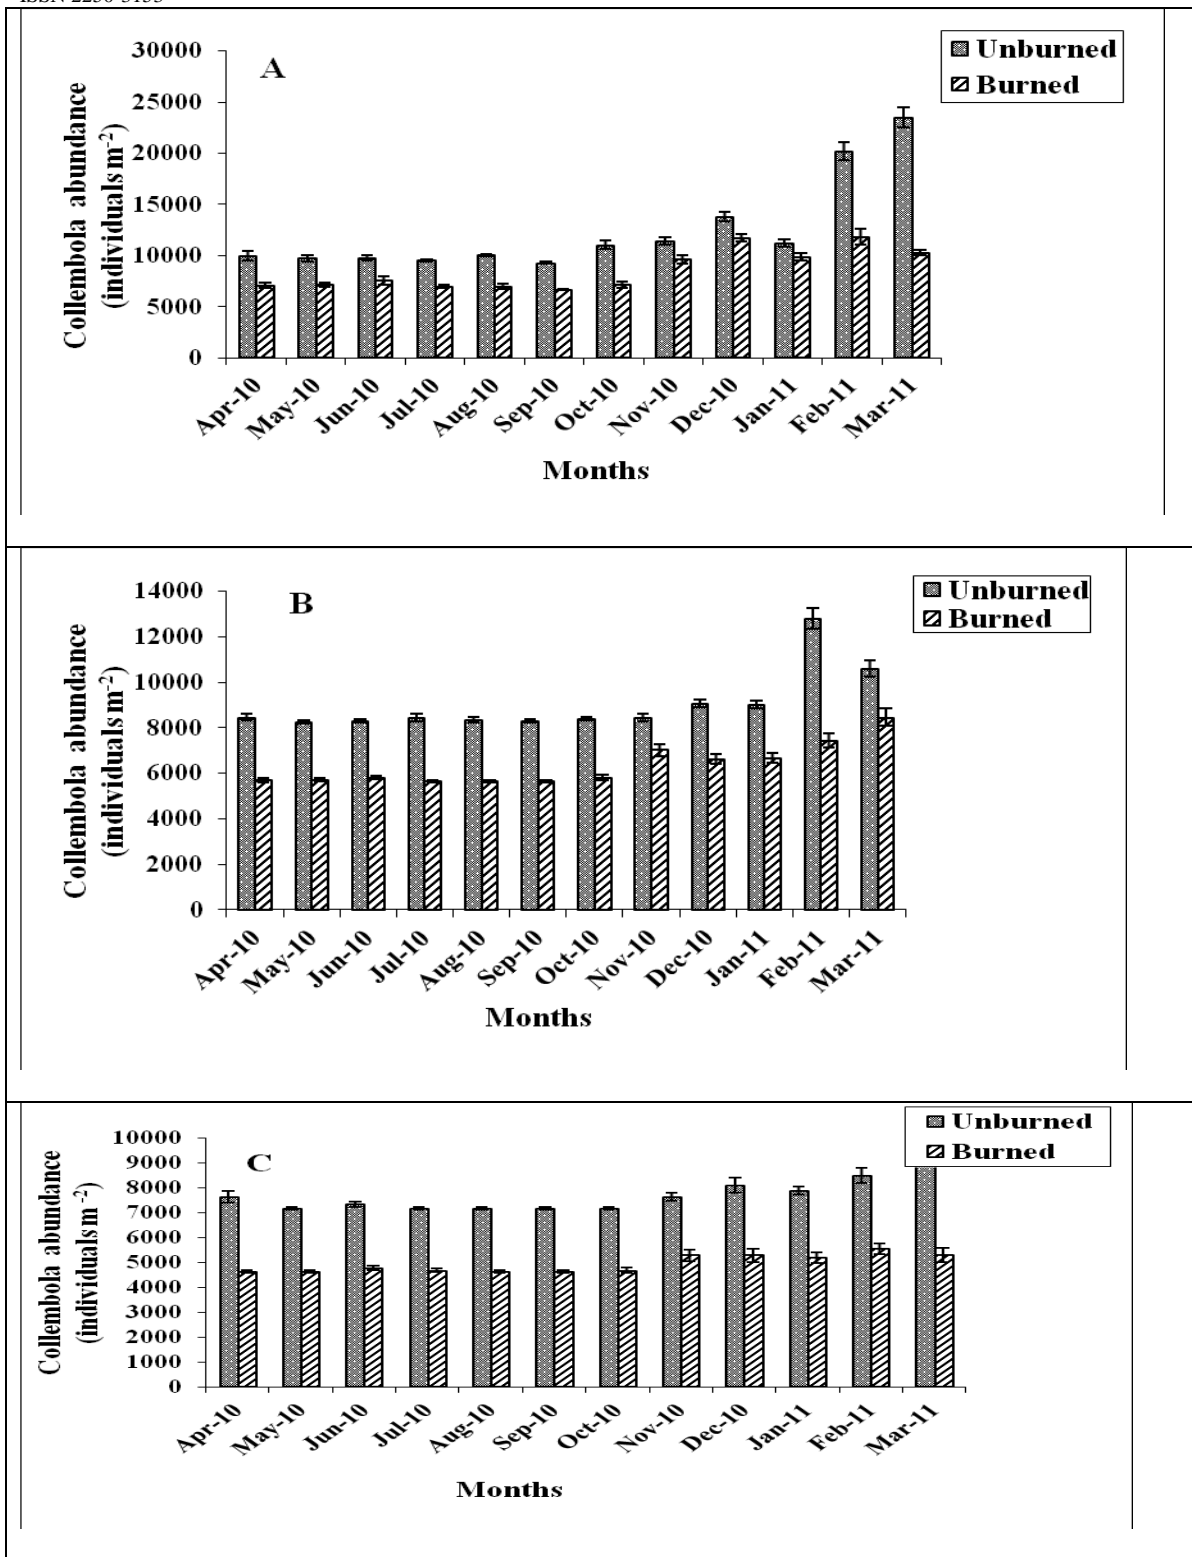 ISSN 2250-3153
A
Unburned
Burned
30000
25000
20000
15000
10000
5000
0
Collembola abundance
(individuals m⁻²)
Apr-10
May-10
Jun-10
Jul-10
Aug-10
Sep-10
Oct-10
Nov-10
Dec-10
Jan-11
Feb-11
Mar-11
Months
B
Unburned
Burned
14000
12000
10000
8000
6000
4000
2000
0
Collembola abundance
(individuals m⁻²)
Apr-10
May-10
Jun-10
Jul-10
Aug-10
Sep-10
Oct-10
Nov-10
Dec-10
Jan-11
Feb-11
Mar-11
Months
C
Unburned
Burned
10000
9000
8000
7000
6000
5000
4000
3000
2000
1000
0
Collembola abundance
(individuals m⁻²)
Apr-10
May-10
Jun-10
Jul-10
Aug-10
Sep-10
Oct-10
Nov-10
Dec-10
Jan-11
Feb-11
Mar-11
Months